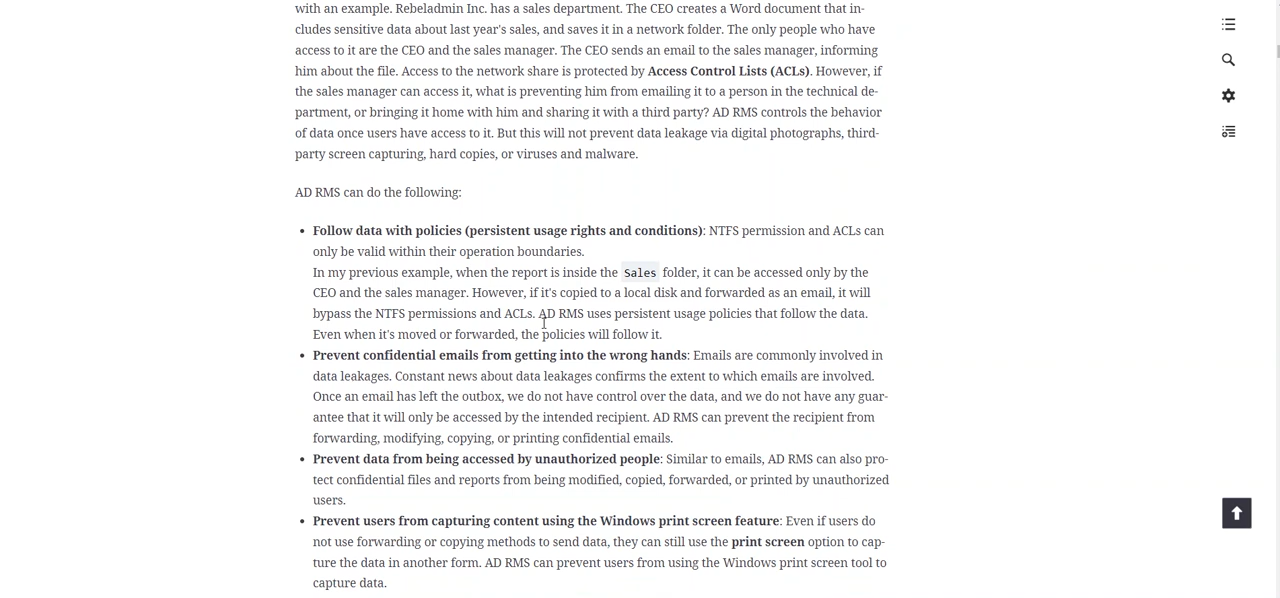 with an example. Rebeladmin Inc. has a sales department. The CEO creates a Word document that in-
cludes sensitive data about last year's sales, and saves it in a network folder. The only people who have
access to it are the CEO and the sales manager. The CEO sends an email to the sales manager, informing
him about the file. Access to the network share is protected by Access Control Lists (ACLs). However, if
the sales manager can access it, what is preventing him from emailing it to a person in the technical de-
partment, or bringing it home with him and sharing it with a third party? AD RMS controls the behavior
of data once users have access to it. But this will not prevent data leakage via digital photographs, third-
party screen capturing, hard copies, or viruses and malware.
AD RMS can do the following:
• Follow data with policies (persistent usage rights and conditions): NTFS permission and ACLs can
only be valid within their operation boundaries.
In my previous example, when the report is inside the Sales folder, it can be accessed only by the
CEO and the sales manager. However, if it's copied to a local disk and forwarded as an email, it will
bypass the NTFS permissions and ACLs. AD RMS uses persistent usage policies that follow the data.
Even when it's moved or forwarded, the policies will follow it.
• Prevent confidential emails from getting into the wrong hands: Emails are commonly involved in
data leakages. Constant news about data leakages confirms the extent to which emails are involved.
Once an email has left the outbox, we do not have control over the data, and we do not have any guar-
antee that it will only be accessed by the intended recipient. AD RMS can prevent the recipient from
forwarding, modifying, copying, or printing confidential emails.
• Prevent data from being accessed by unauthorized people: Similar to emails, AD RMS can also pro-
tect confidential files and reports from being modified, copied, forwarded, or printed by unauthorized
users.
• Prevent users from capturing content using the Windows print screen feature: Even if users do
not use forwarding or copying methods to send data, they can still use the print screen option to cap-
ture the data in another form. AD RMS can prevent users from using the Windows print screen tool to
capture data.